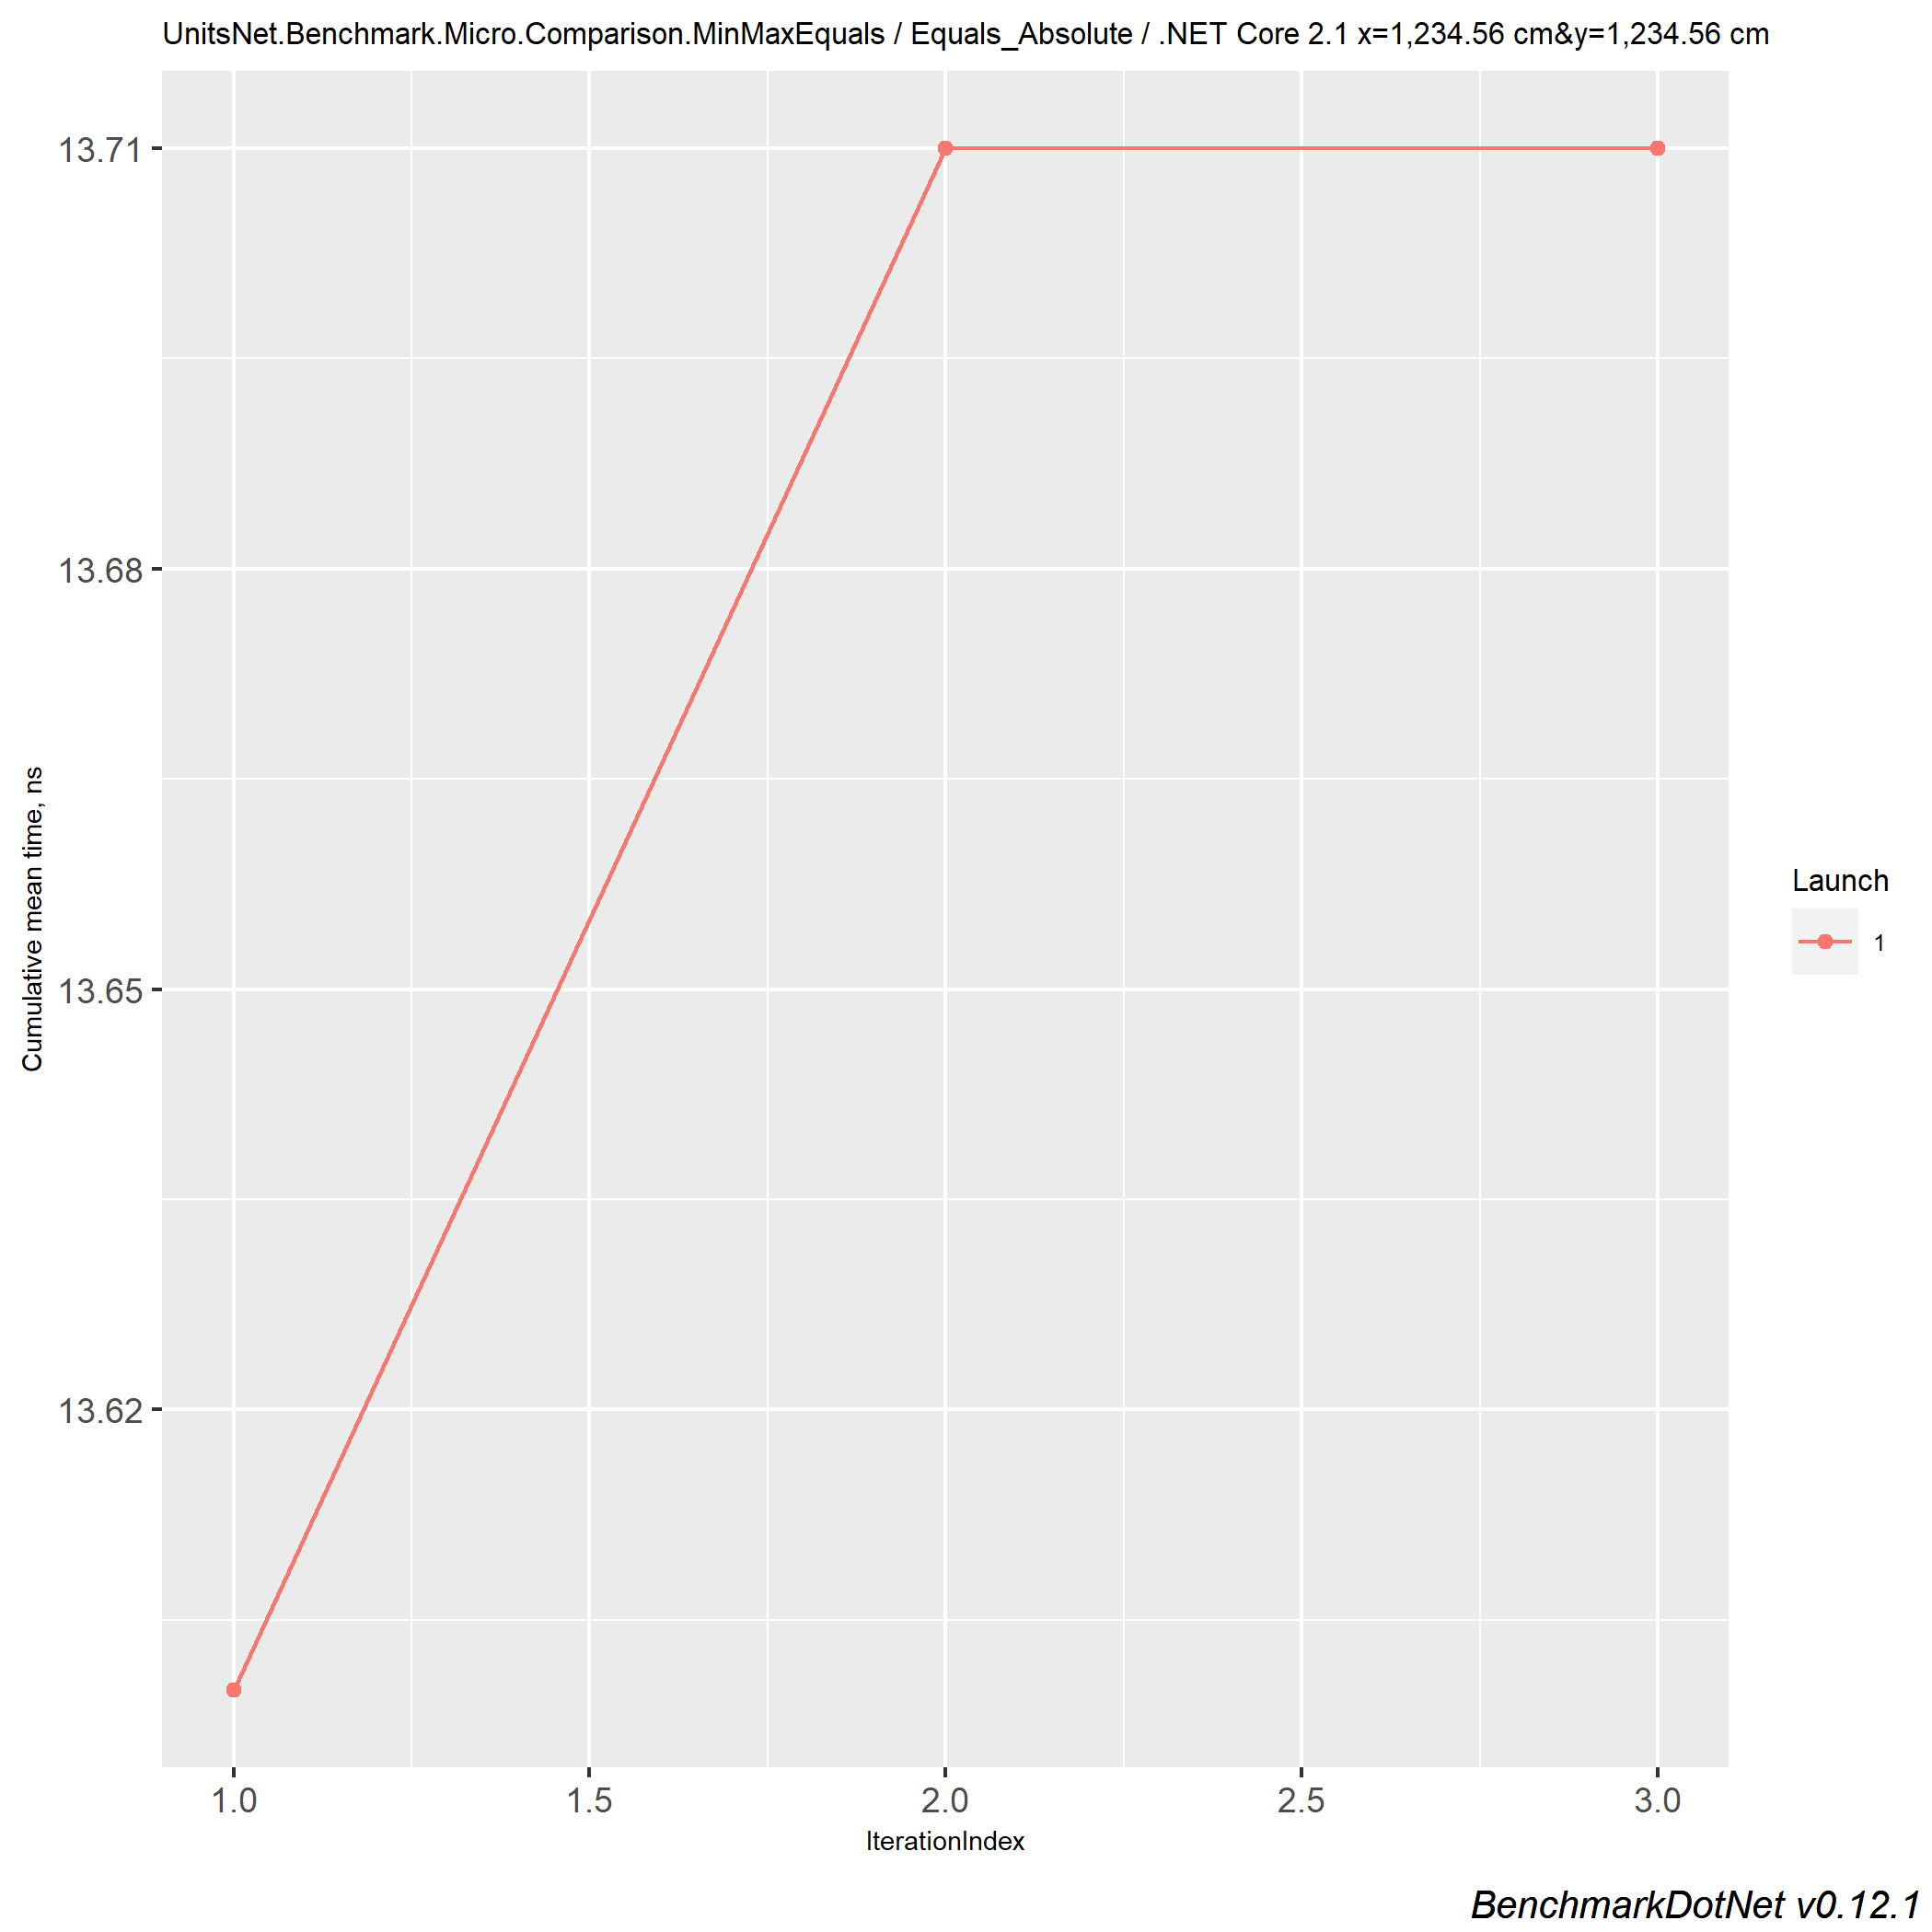 UnitsNet.Benchmark.Micro.Comparison.MinMaxEquals / Equals_Absolute / .NET Core 2.1 x=1,234.56 cm&y=1,234.56 cm
13.71
13.68
13.65
13.62
Cumulative mean time, ns
1.0 1.5 2.0 2.5 3.0
IterationIndex
Launch
1
BenchmarkDotNet v0.12.1